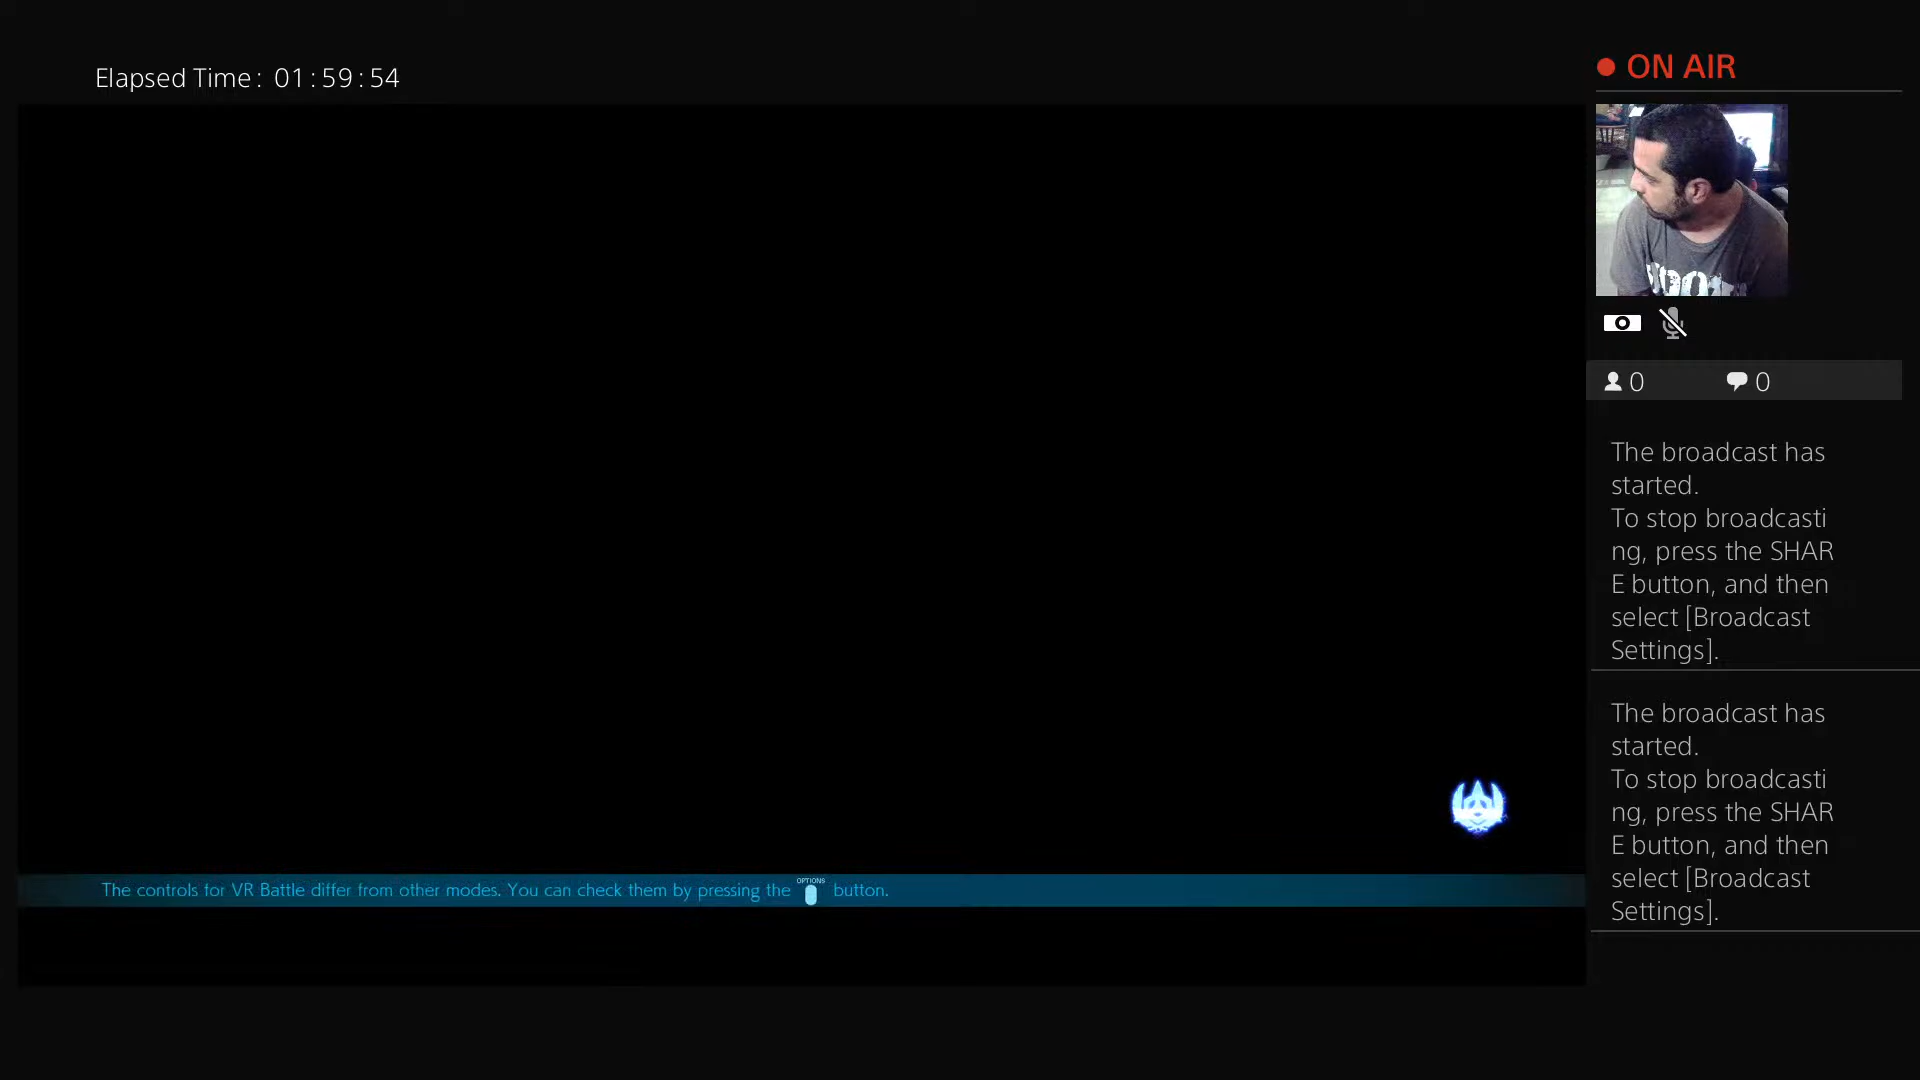 Elapsed Time: 01:59:54
ON AIR
0 0
The broadcast has
started.
To stop broadcasti
ng, press the SHAR
E button, and then
select [Broadcast
Settings].
The broadcast has
started.
To stop broadcasti
ng, press the SHAR
E button, and then
select [Broadcast
Settings].
The controls for VR Battle differ from other modes. You can check them by pressing the OPTIONS button.